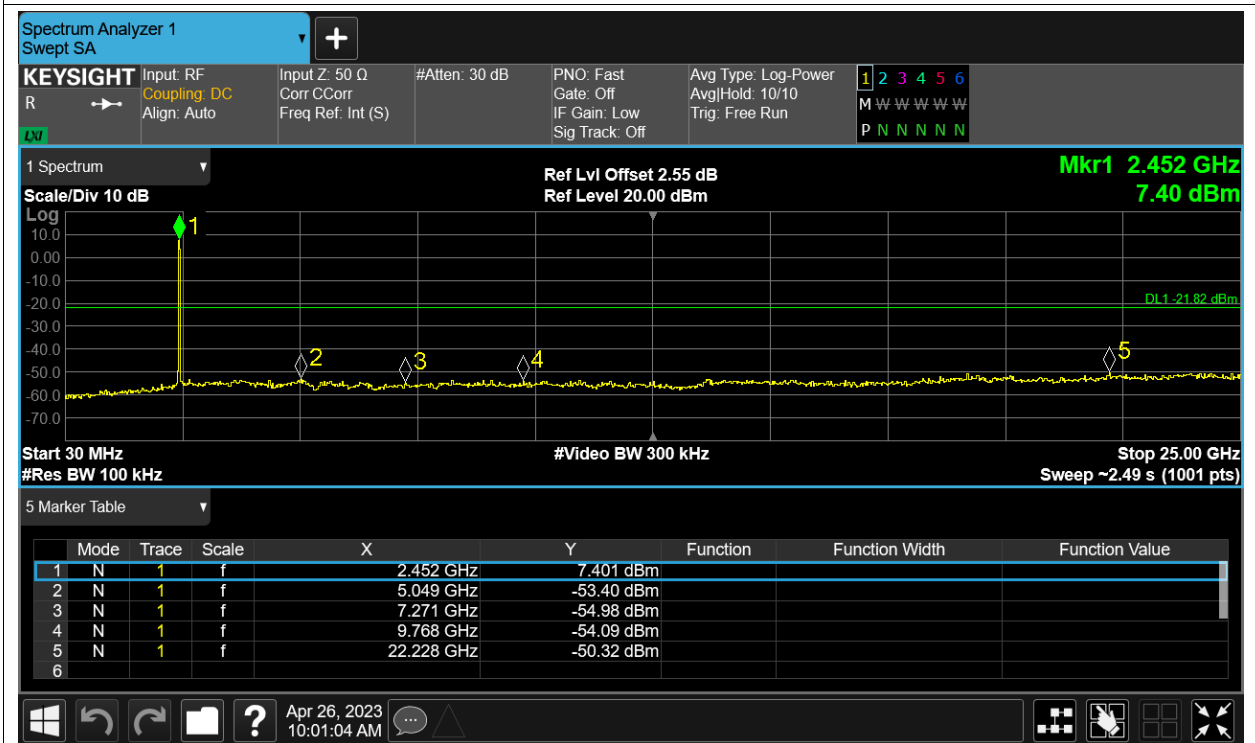 Spectrum Analyzer 1
Swept SA
KEYSIGHT
R
LXI
Input: RF
Coupling: DC
Align: Auto
Input Z: 50 Ω
Corr CCorr
Freq Ref: Int (S)
#Atten: 30 dB
PNO: Fast
Gate: Off
IF Gain: Low
Sig Track: Off
Avg Type: Log-Power
Avg|Hold: 10/10
Trig: Free Run
1 2 3 4 5 6
M W W W W W
P N N N N N
1 Spectrum
Scale/Div 10 dB
Ref Lvl Offset 2.55 dB
Ref Level 20.00 dBm
Mkr1 2.452 GHz
7.40 dBm
Log
10.0
0.00
-10.0
-20.0
-30.0
-40.0
-50.0
-60.0
-70.0
1
2
3
4
5
DL1 -21.82 dBm
Start 30 MHz
#Video BW 300 kHz
Stop 25.00 GHz
#Res BW 100 kHz
Sweep ~2.49 s (1001 pts)
5 Marker Table
Mode Trace Scale X Y Function Function Width Function Value
1 N 1 f 2.452 GHz 7.401 dBm
2 N 1 f 5.049 GHz -53.40 dBm
3 N 1 f 7.271 GHz -54.98 dBm
4 N 1 f 9.768 GHz -54.09 dBm
5 N 1 f 22.228 GHz -50.32 dBm
6
?
Apr 26, 2023
10:01:04 AM